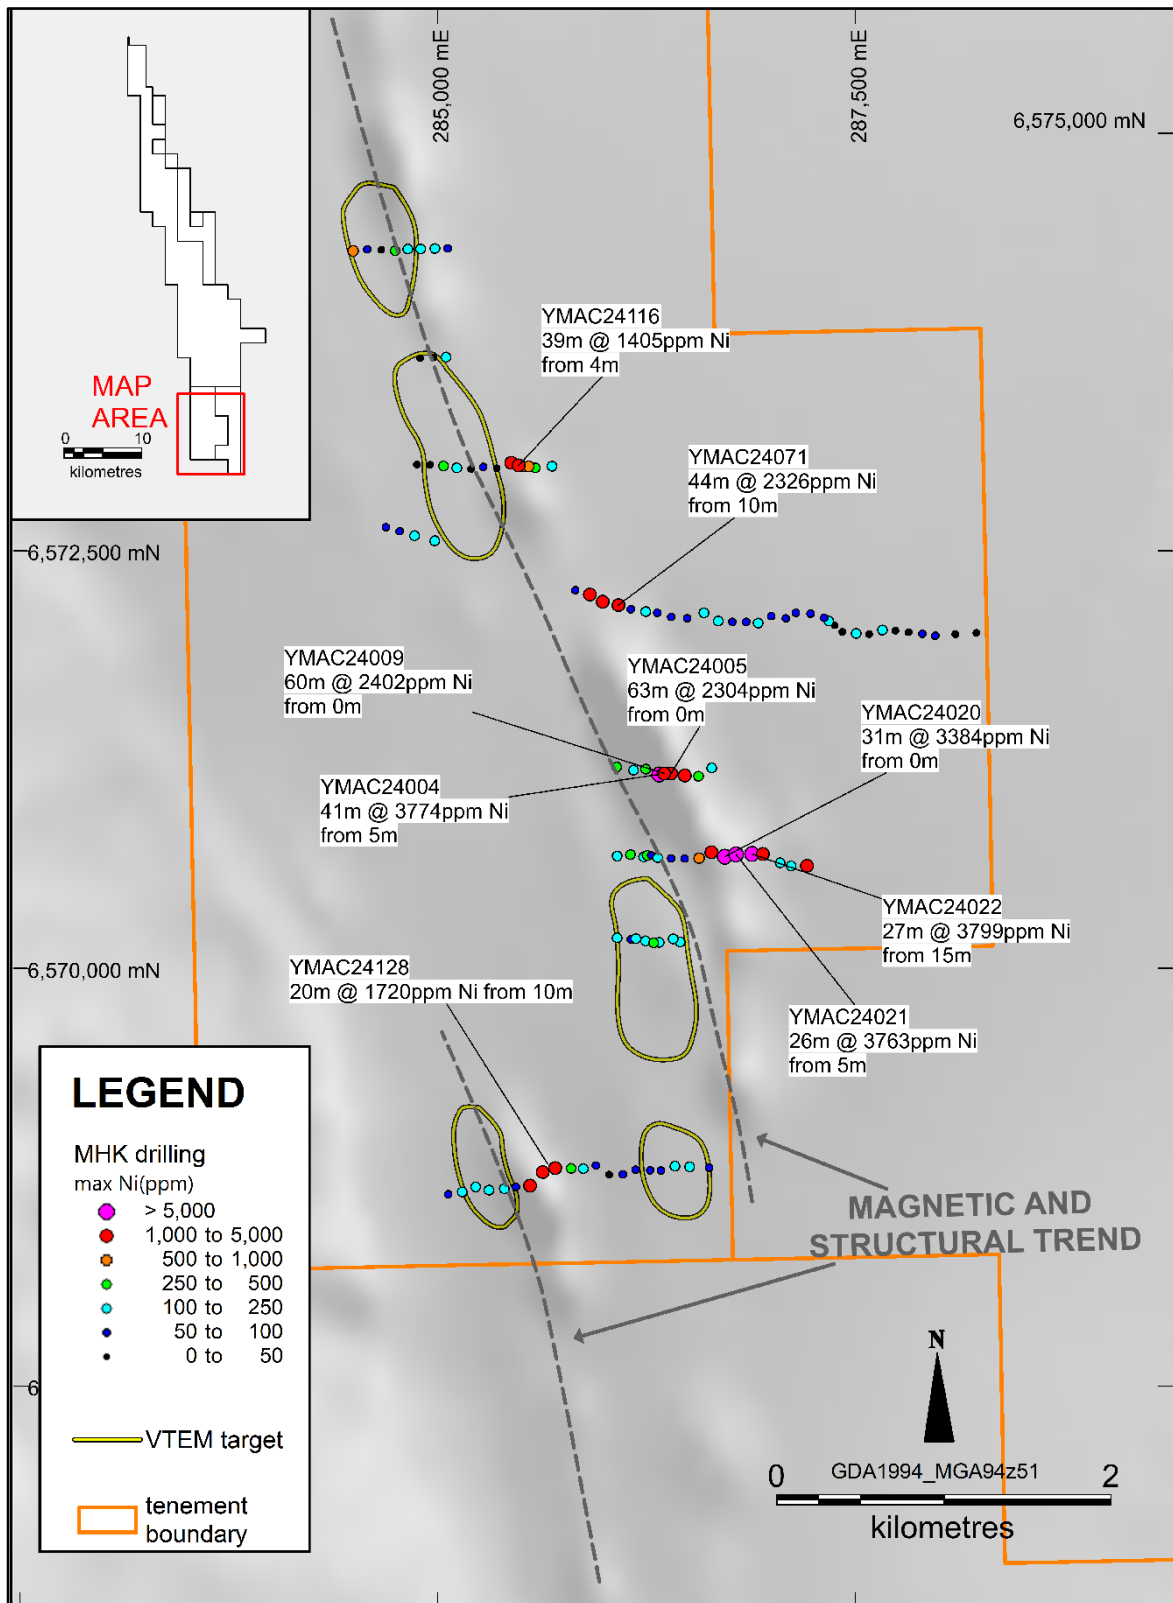 285,000 mE
287,500 mE
6,575,000 mN
MAP
AREA
0 10
kilometres
YMAC24116
39m @ 1405ppm Ni
from 4m
YMAC24071
44m @ 2326ppm Ni
from 10m
6,572,500 mN
YMAC24009
60m @ 2402ppm Ni
from 0m
YMAC24005
63m @ 2304ppm Ni
from 0m
YMAC24020
31m @ 3384ppm Ni
from 0m
YMAC24004
41m @ 3774ppm Ni
from 5m
YMAC24022
27m @ 3799ppm Ni
from 15m
6,570,000 mN
YMAC24128
20m @ 1720ppm Ni from 10m
YMAC24021
26m @ 3763ppm Ni
from 5m
LEGEND
MHK drilling
max Ni(ppm)
> 5,000
1,000 to 5,000
500 to 1,000
250 to 500
100 to 250
50 to 100
0 to 50
VTEM target
tenement
boundary
MAGNETIC AND
STRUCTURAL TREND
N
GDA1994_MGA94z51
0 2
kilometres